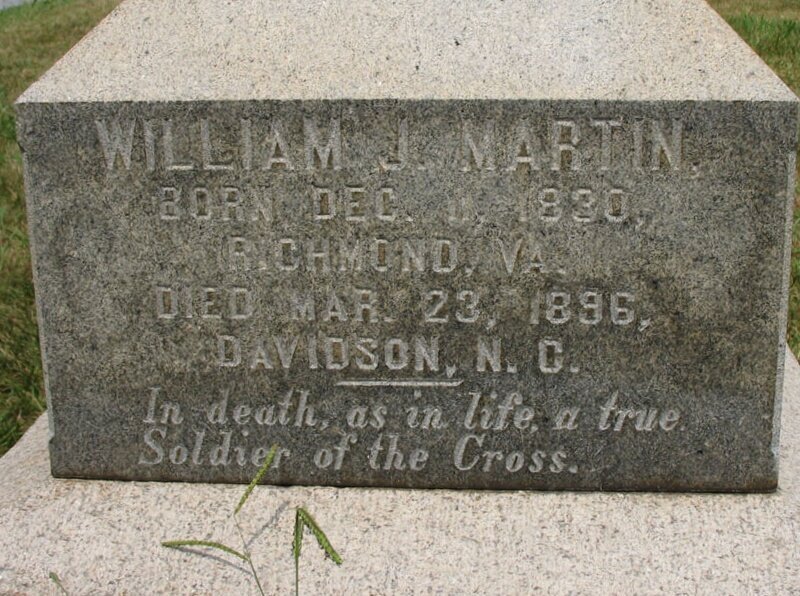 WILLIAM J. MARTIN,
BORN DEC. 11, 1830,
RICHMOND, VA.
DIED MAR. 23, 1896,
DAVIDSON, N. C.
In death, as in life, a true
Soldier of the Cross.